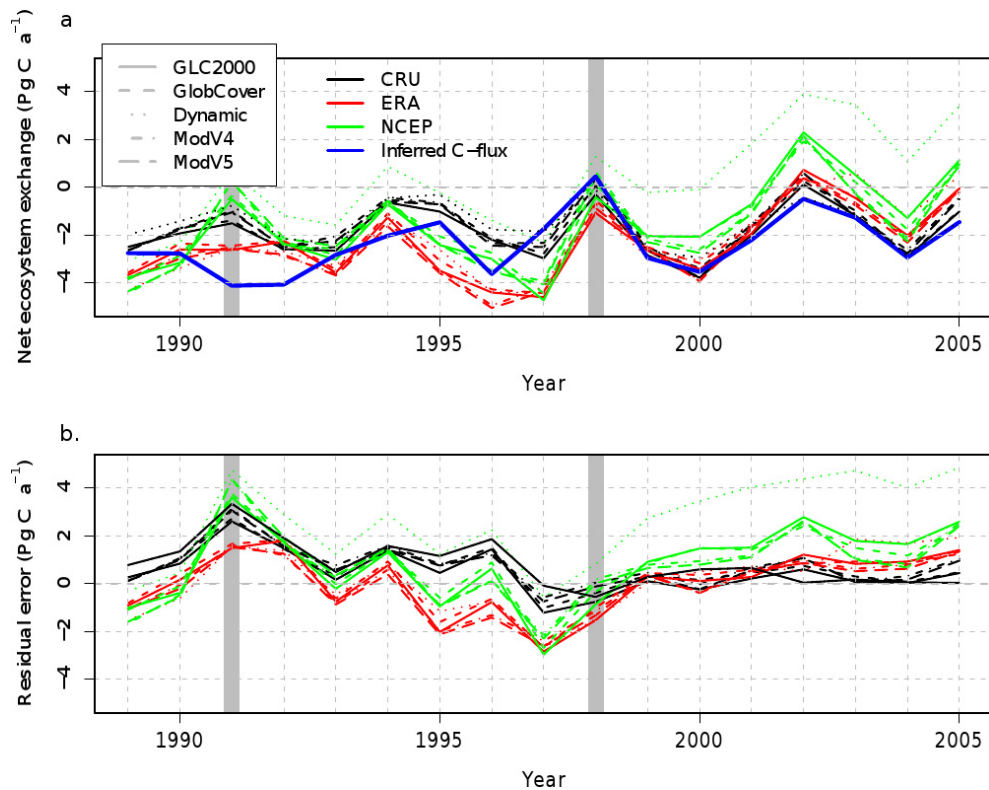 a
Net ecosystem exchange (Pg C a⁻¹)
4
2
0
−2
−4
GLC2000
GlobCover
Dynamic
ModV4
ModV5
CRU
ERA
NCEP
Inferred C−flux
1990
1995
2000
2005
Year
b.
Residual error (Pg C a⁻¹)
4
2
0
−2
−4
1990
1995
2000
2005
Year